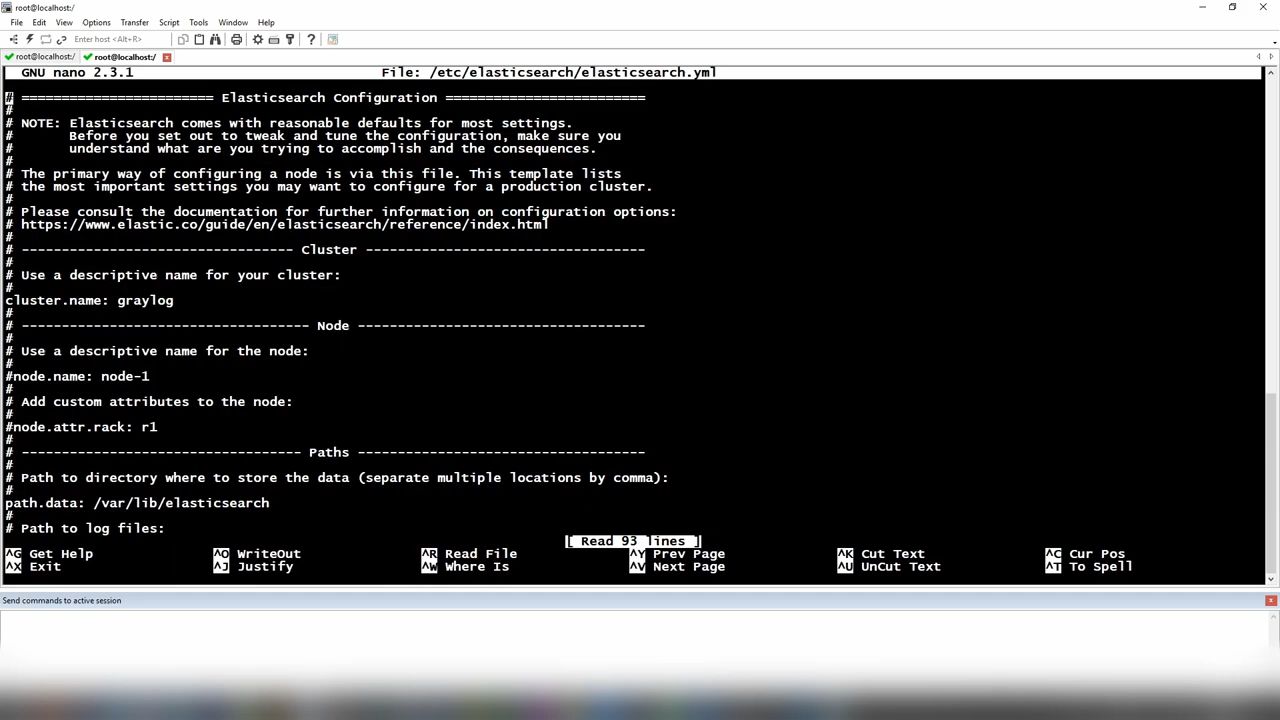 root@localhost:/
File Edit View Options Transfer Script Tools Window Help
Enter host <Alt+R>
root@localhost:/ root@localhost:/
GNU nano 2.3.1 File: /etc/elasticsearch/elasticsearch.yml
# ======================== Elasticsearch Configuration =========================
#
# NOTE: Elasticsearch comes with reasonable defaults for most settings.
# Before you set out to tweak and tune the configuration, make sure you
# understand what are you trying to accomplish and the consequences.
#
# The primary way of configuring a node is via this file. This template lists
# the most important settings you may want to configure for a production cluster.
#
# Please consult the documentation for further information on configuration options:
# https://www.elastic.co/guide/en/elasticsearch/reference/index.html
#
# ---------------------------------- Cluster -----------------------------------
#
# Use a descriptive name for your cluster:
#
cluster.name: graylog
#
# ------------------------------------ Node ------------------------------------
#
# Use a descriptive name for the node:
#
#node.name: node-1
#
# Add custom attributes to the node:
#
#node.attr.rack: r1
#
# ----------------------------------- Paths ------------------------------------
#
# Path to directory where to store the data (separate multiple locations by comma):
#
path.data: /var/lib/elasticsearch
#
# Path to log files:
[ Read 93 lines ]
^G Get Help ^O WriteOut ^R Read File ^Y Prev Page ^K Cut Text ^C Cur Pos
^X Exit ^J Justify ^W Where Is ^V Next Page ^U UnCut Text ^T To Spell
Send commands to active session